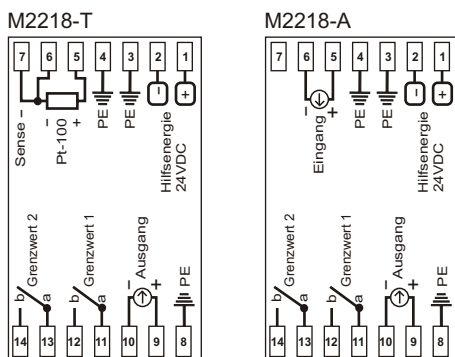 M2218-T
7 6 5 4 3 2 1
Sense –
– Pt-100 +
PE
PE
– +
Hilfsenergie
24VDC
Grenzwert 2
b a
Grenzwert 1
b a
– Ausgang +
PE
14 13 12 11 10 9 8
M2218-A
7 6 5 4 3 2 1
– Eingang +
PE
PE
– +
Hilfsenergie
24VDC
Grenzwert 2
b a
Grenzwert 1
b a
– Ausgang +
PE
14 13 12 11 10 9 8